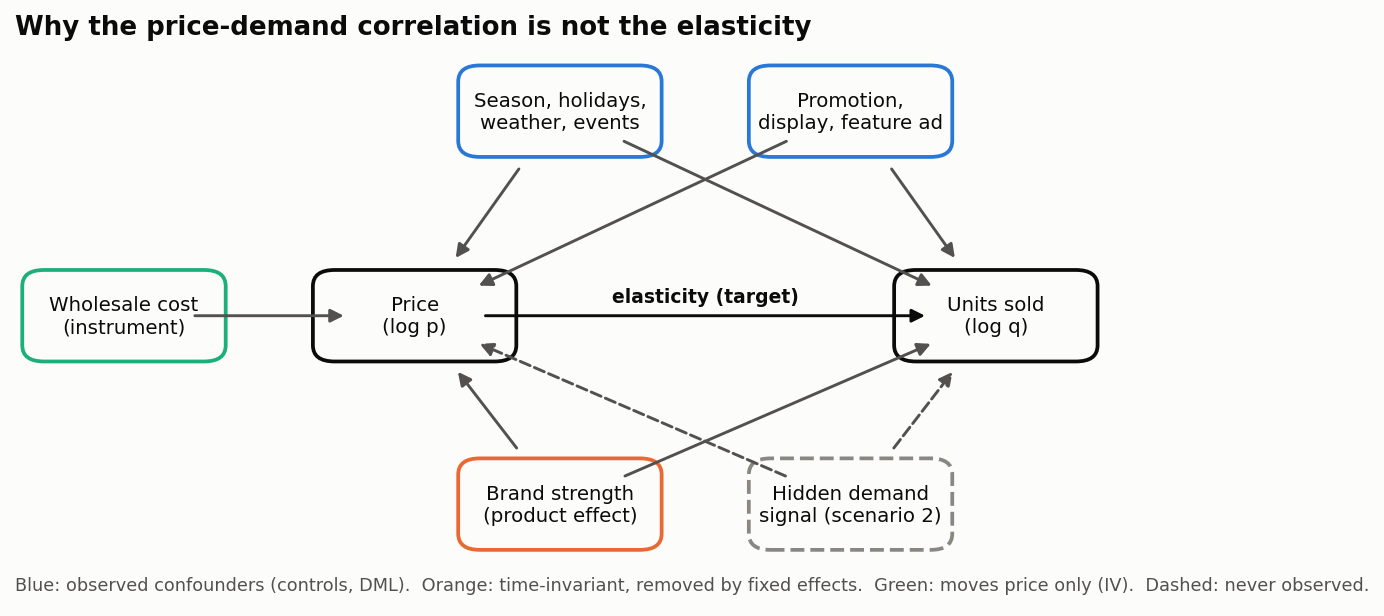 Why the price-demand correlation is not the elasticity
Season, holidays,
weather, events
Promotion,
display, feature ad
Wholesale cost
(instrument)
Price
(log p)
elasticity (target)
Units sold
(log q)
Brand strength
(product effect)
Hidden demand
signal (scenario 2)
Blue: observed confounders (controls, DML).  Orange: time-invariant, removed by fixed effects.  Green: moves price only (IV).  Dashed: never observed.